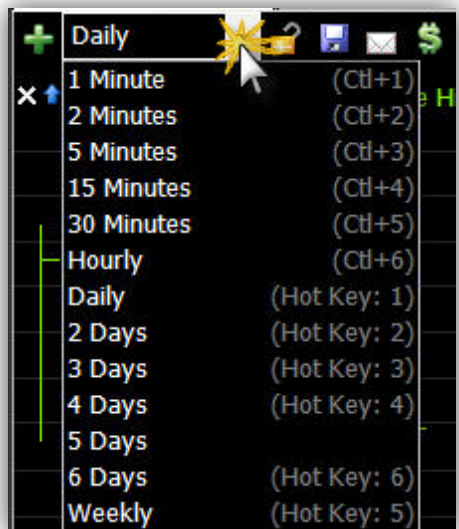 Daily
1 Minute (Ctl+1)
2 Minutes (Ctl+2)
5 Minutes (Ctl+3)
15 Minutes (Ctl+4)
30 Minutes (Ctl+5)
Hourly (Ctl+6)
Daily (Hot Key: 1)
2 Days (Hot Key: 2)
3 Days (Hot Key: 3)
4 Days (Hot Key: 4)
5 Days
6 Days (Hot Key: 6)
Weekly (Hot Key: 5)